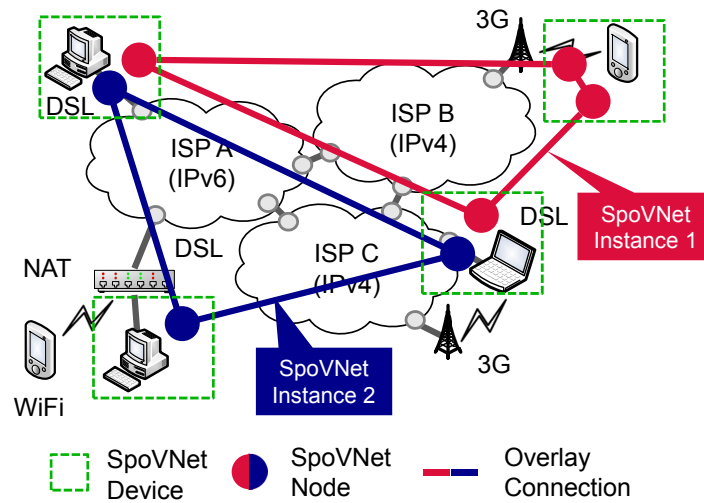 3G
DSL
ISP B
(IPv4)
ISP A
(IPv6)
DSL
SpoVNet
Instance 1
DSL
NAT
ISP C
(IPv4)
SpoVNet
Instance 2
3G
WiFi
SpoVNet
Device
SpoVNet
Node
Overlay
Connection